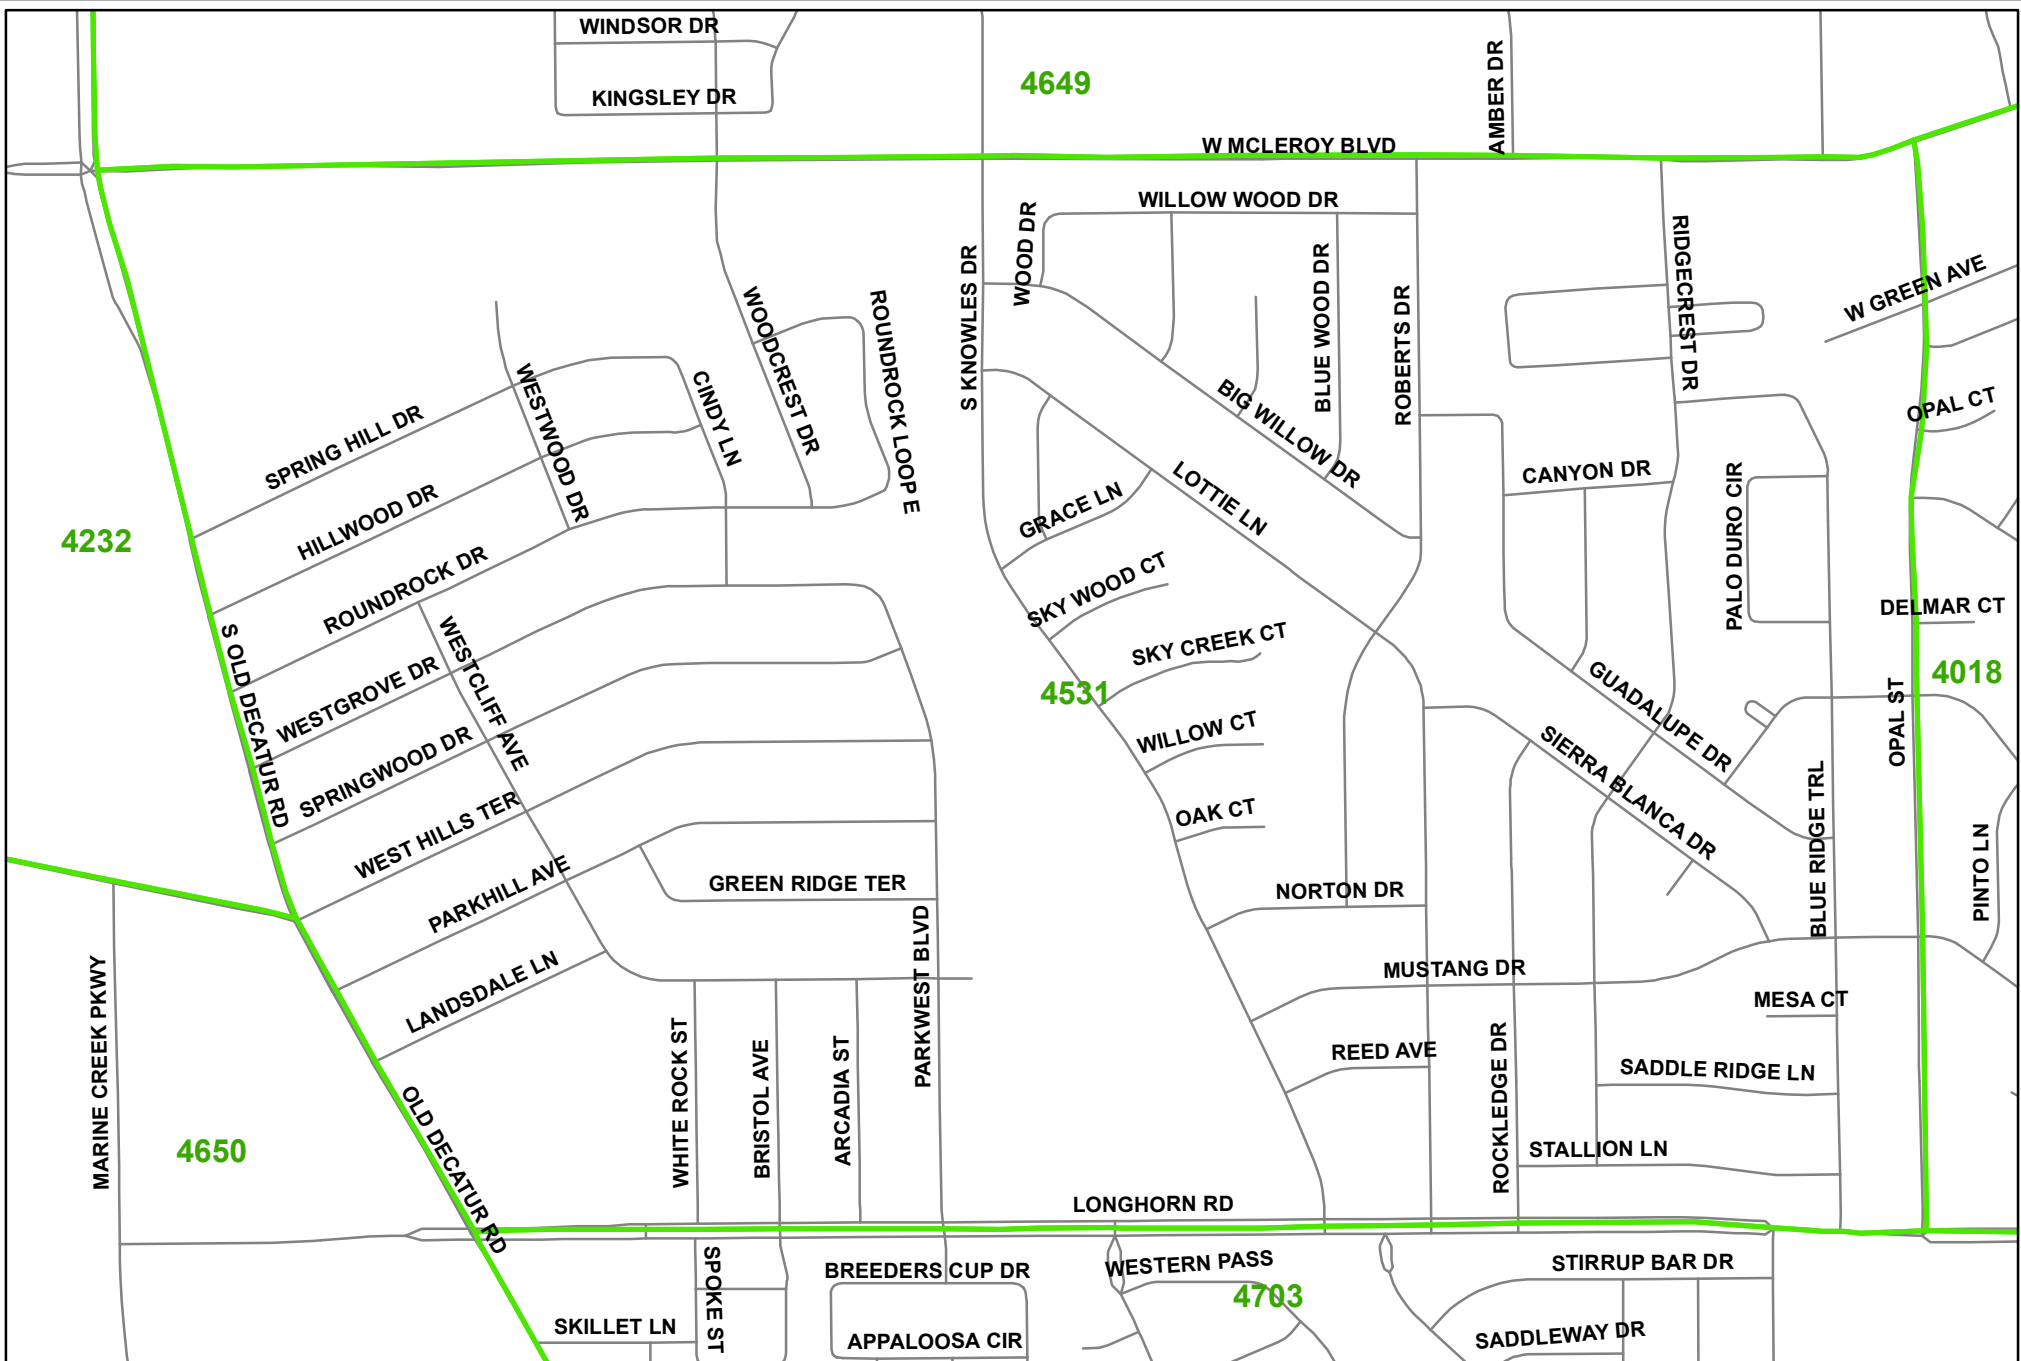 WINDSOR DR
KINGSLEY DR
4649
AMBER DR
W MCLEROY BLVD
WILLOW WOOD DR
WOOD DR
S KNOWLES DR
BLUE WOOD DR
ROBERTS DR
RIDGECREST DR
W GREEN AVE
WOODCREST DR
ROUNDROCK LOOP E
WESTWOOD DR
CINDY LN
SPRING HILL DR
BIG WILLOW DR
OPAL CT
HILLWOOD DR
LOTTIE LN
CANYON DR
PALO DURO CIR
GRACE LN
4232
ROUNDROCK DR
SKY WOOD CT
DELMAR CT
S OLD DECATUR RD
WESTCLIFF AVE
WESTGROVE DR
SKY CREEK CT
4531
GUADALUPE DR
4018
OPAL ST
SPRINGWOOD DR
WILLOW CT
SIERRA BLANCA DR
WEST HILLS TER
OAK CT
BLUE RIDGE TRL
PINTO LN
PARKHILL AVE
GREEN RIDGE TER
NORTON DR
PARKWEST BLVD
LANDSDALE LN
MUSTANG DR
MARINE CREEK PKWY
MESA CT
WHITE ROCK ST
BRISTOL AVE
ARCADIA ST
REED AVE
ROCKLEDGE DR
SADDLE RIDGE LN
4650
OLD DECATUR RD
STALLION LN
LONGHORN RD
SPOKE ST
BREEDERS CUP DR
WESTERN PASS
STIRRUP BAR DR
4703
SKILLET LN
APPALOOSA CIR
SADDLEWAY DR